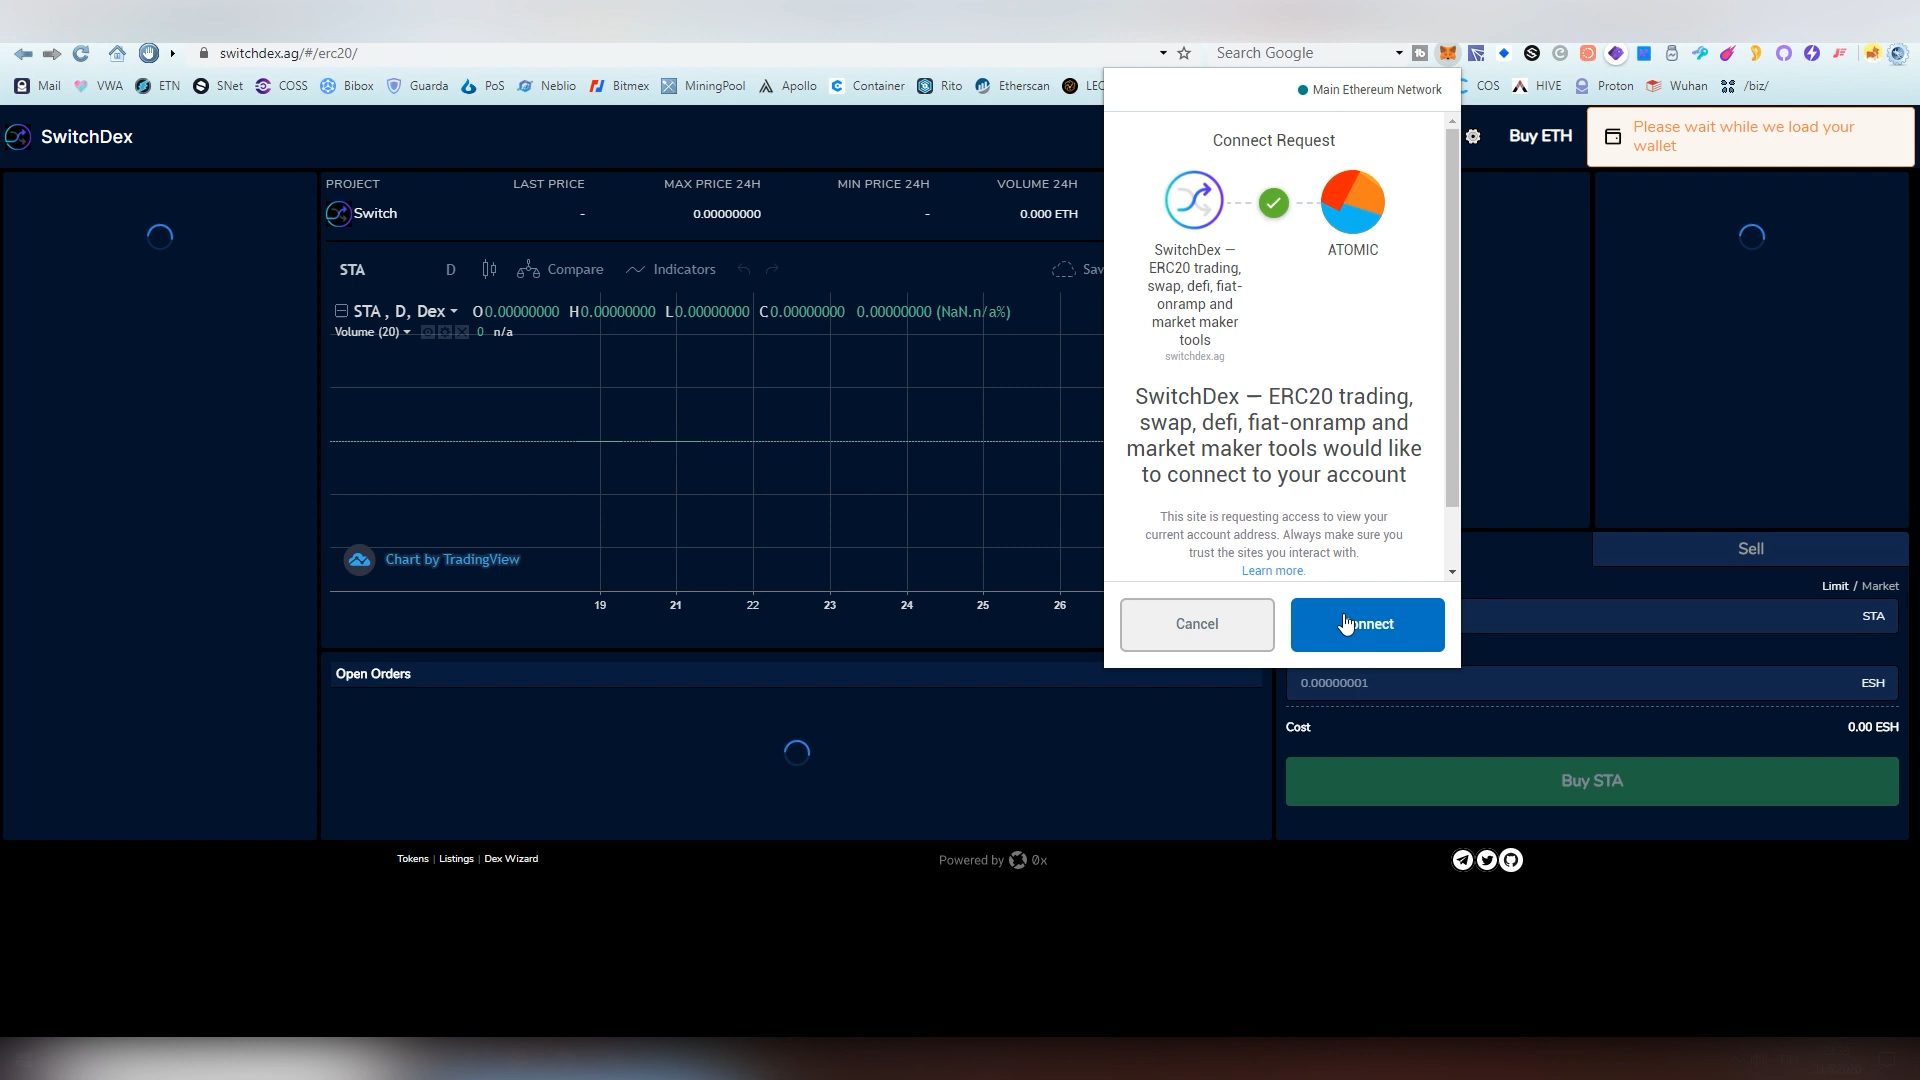 switchdex.ag/#/erc20/
Search Google
Mail VWA ETN SNet COSS Bibox Guarda PoS Neblio Bitmex MiningPool Apollo Container Rito Etherscan LEO COS HIVE Proton Wuhan /biz/
Main Ethereum Network
SwitchDex
Buy ETH
Please wait while we load your
wallet
Connect Request
PROJECT LAST PRICE MAX PRICE 24H MIN PRICE 24H VOLUME 24H
Switch - 0.00000000 - 0.000 ETH
STA D Compare Indicators
STA , D, Dex O0.00000000 H0.00000000 L0.00000000 C0.00000000 0.00000000 (NaN.n/a%)
Volume (20) 0 n/a
Chart by TradingView
19 21 22 23 24 25 26
SwitchDex —
ERC20 trading,
swap, defi, fiat-
onramp and
market maker
tools
switchdex.ag
ATOMIC
SwitchDex — ERC20 trading,
swap, defi, fiat-onramp and
market maker tools would like
to connect to your account
This site is requesting access to view your
current account address. Always make sure you
trust the sites you interact with.
Learn more.
Cancel
Connect
Sell
Limit / Market
STA
0.00000001 ESH
Cost 0.00 ESH
Buy STA
Open Orders
Tokens | Listings | Dex Wizard
Powered by 0x